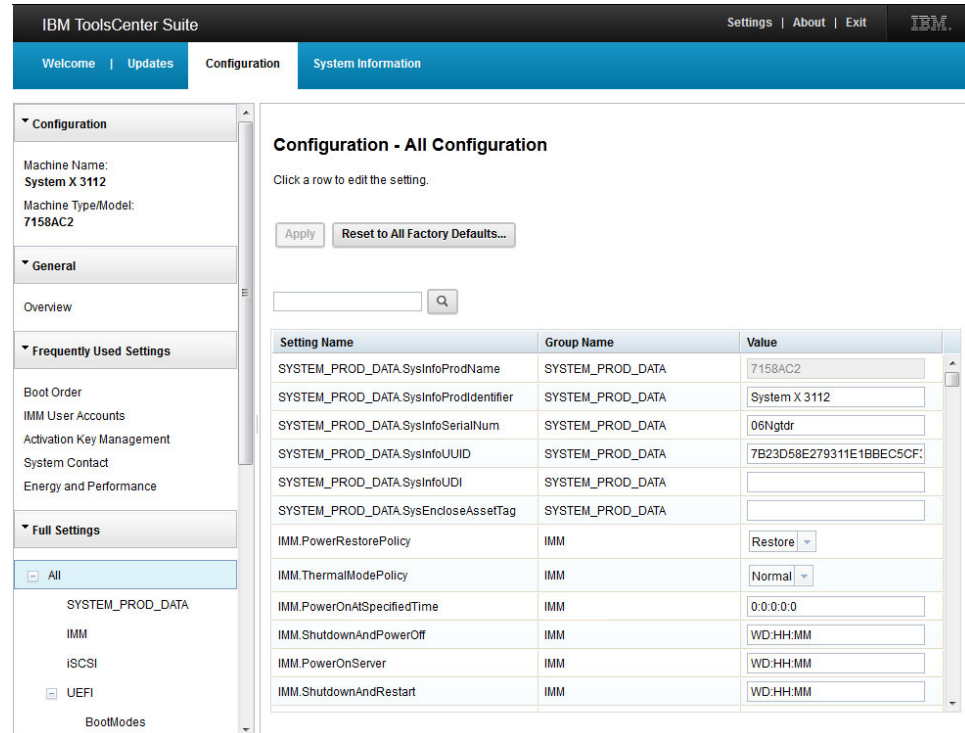 IBM ToolsCenter Suite
Settings | About | Exit
IBM.
Welcome | Updates
Configuration
System Information
Configuration
Machine Name:
System X 3112
Machine Type/Model:
7158AC2
General
Overview
Frequently Used Settings
Boot Order
IMM User Accounts
Activation Key Management
System Contact
Energy and Performance
Full Settings
All
SYSTEM_PROD_DATA
IMM
iSCSI
UEFI
BootModes
Configuration - All Configuration
Click a row to edit the setting.
Apply
Reset to All Factory Defaults...
Setting Name Group Name Value
SYSTEM_PROD_DATA.SysInfoProdName SYSTEM_PROD_DATA 7158AC2
SYSTEM_PROD_DATA.SysInfoProdIdentifier SYSTEM_PROD_DATA System X 3112
SYSTEM_PROD_DATA.SysInfoSerialNum SYSTEM_PROD_DATA 06Ngtdr
SYSTEM_PROD_DATA.SysInfoUUID SYSTEM_PROD_DATA 7B23D58E279311E1BBEC5CF
SYSTEM_PROD_DATA.SysInfoUDI SYSTEM_PROD_DATA
SYSTEM_PROD_DATA.SysEncloseAssetTag SYSTEM_PROD_DATA
IMM.PowerRestorePolicy IMM Restore
IMM.ThermalModePolicy IMM Normal
IMM.PowerOnAtSpecifiedTime IMM 0:0:0:0:0
IMM.ShutdownAndPowerOff IMM WD:HH:MM
IMM.PowerOnServer IMM WD:HH:MM
IMM.ShutdownAndRestart IMM WD:HH:MM